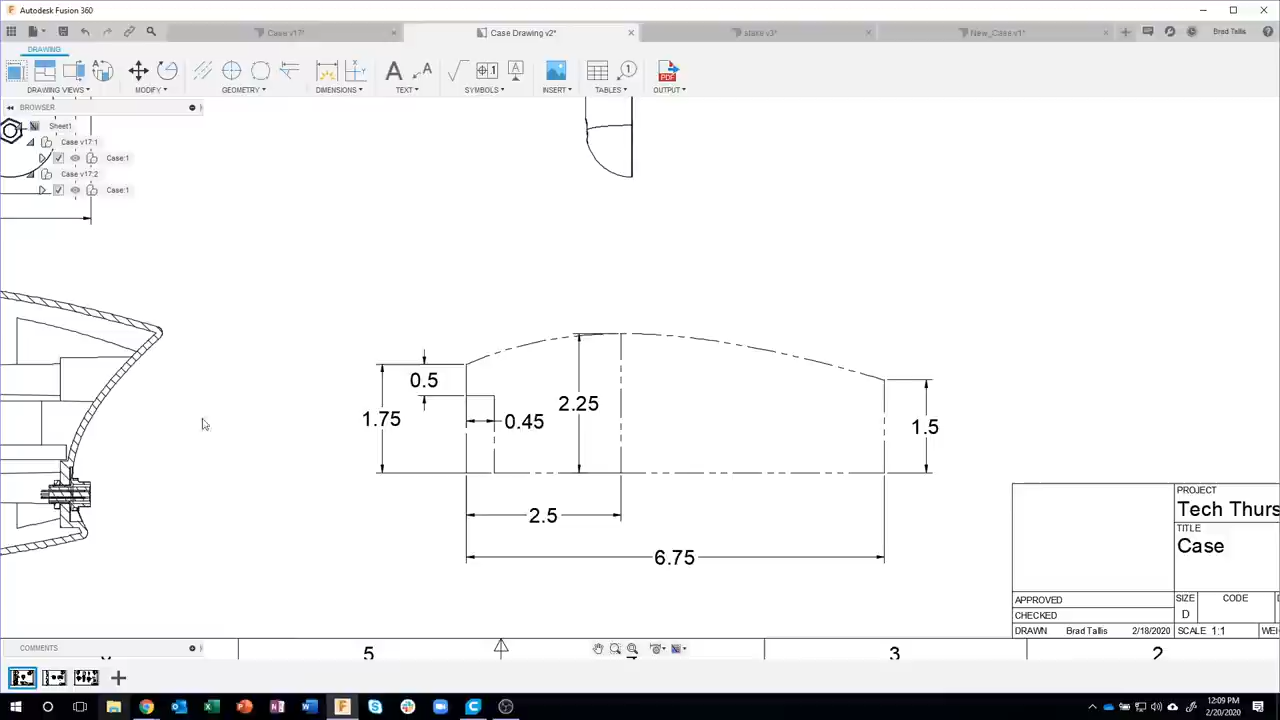 Autodesk Fusion 360
Case v17*
Case Drawing v2*
stake v3*
New_Case v1*
Brad Tallis
DRAWING
DRAWING VIEWS
MODIFY
GEOMETRY
DIMENSIONS
TEXT
SYMBOLS
INSERT
TABLES
OUTPUT
BROWSER
Sheet1
Case v17:1
Case:1
Case v17:2
Case:1
0.5
1.75
0.45
2.25
1.5
2.5
6.75
PROJECT
Tech Thurs
TITLE
Case
SIZE
CODE
D
APPROVED
CHECKED
DRAWN Brad Tallis 2/18/2020 SCALE 1:1 WEI
COMMENTS
5
3
2
12:09 PM
2/20/2020